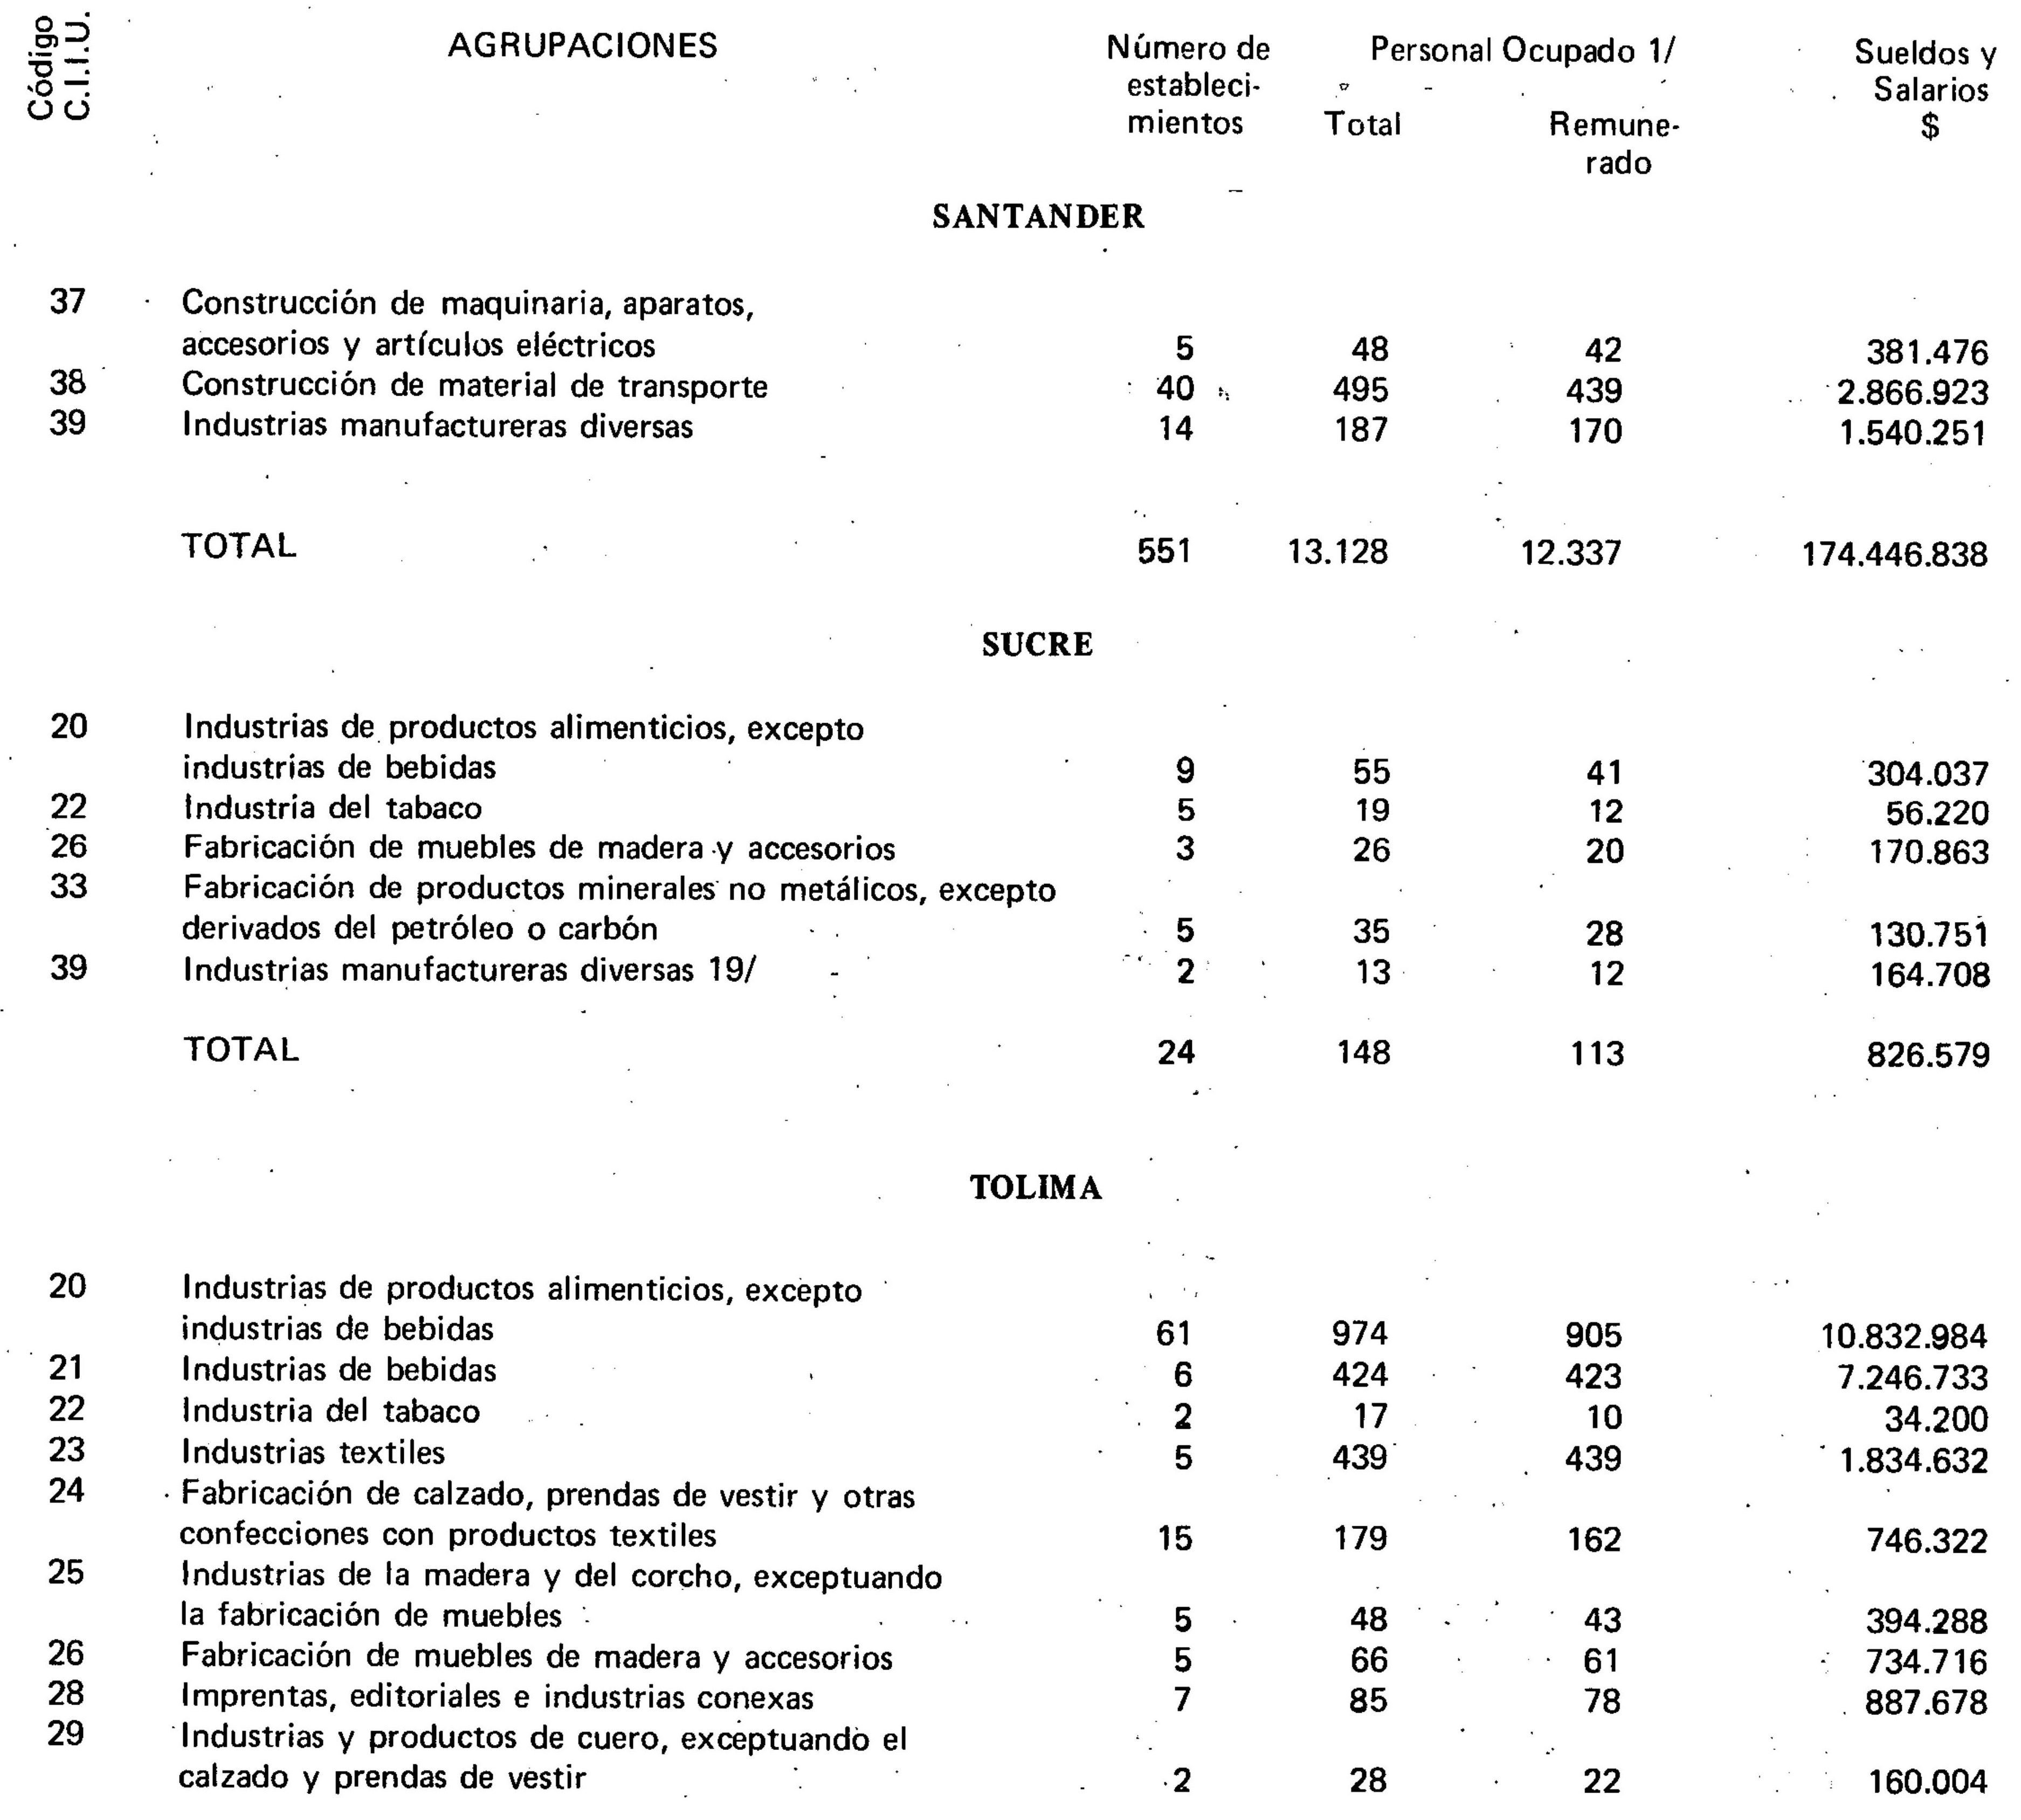 Código C.I.I.U. AGRUPACIONES Número de Personal Ocupado 1/ Sueldos y
estableci- Salarios
mientos Total Remune- $
rado
SANTANDER
37 Construcción de maquinaria, aparatos,
accesorios y artículos eléctricos 5 48 42 381.476
38 Construcción de material de transporte 40 495 439 2.866.923
39 Industrias manufactureras diversas 14 187 170 1.540.251
TOTAL 551 13.128 12.337 174.446.838
SUCRE
20 Industrias de productos alimenticios, excepto
industrias de bebidas 9 55 41 304.037
22 Industria del tabaco 5 19 12 56.220
26 Fabricación de muebles de madera y accesorios 3 26 20 170.863
33 Fabricación de productos minerales no metálicos, excepto
derivados del petróleo o carbón 5 35 28 130.751
39 Industrias manufactureras diversas 19/ 2 13 12 164.708
TOTAL 24 148 113 826.579
TOLIMA
20 Industrias de productos alimenticios, excepto
industrias de bebidas 61 974 905 10.832.984
21 Industrias de bebidas 6 424 423 7.246.733
22 Industria del tabaco 2 17 10 34.200
23 Industrias textiles 5 439 439 1.834.632
24 Fabricación de calzado, prendas de vestir y otras
confecciones con productos textiles 15 179 162 746.322
25 Industrias de la madera y del corcho, exceptuando
la fabricación de muebles 5 48 43 394.288
26 Fabricación de muebles de madera y accesorios 5 66 61 734.716
28 Imprentas, editoriales e industrias conexas 7 85 78 887.678
29 Industrias y productos de cuero, exceptuando el
calzado y prendas de vestir 2 28 22 160.004